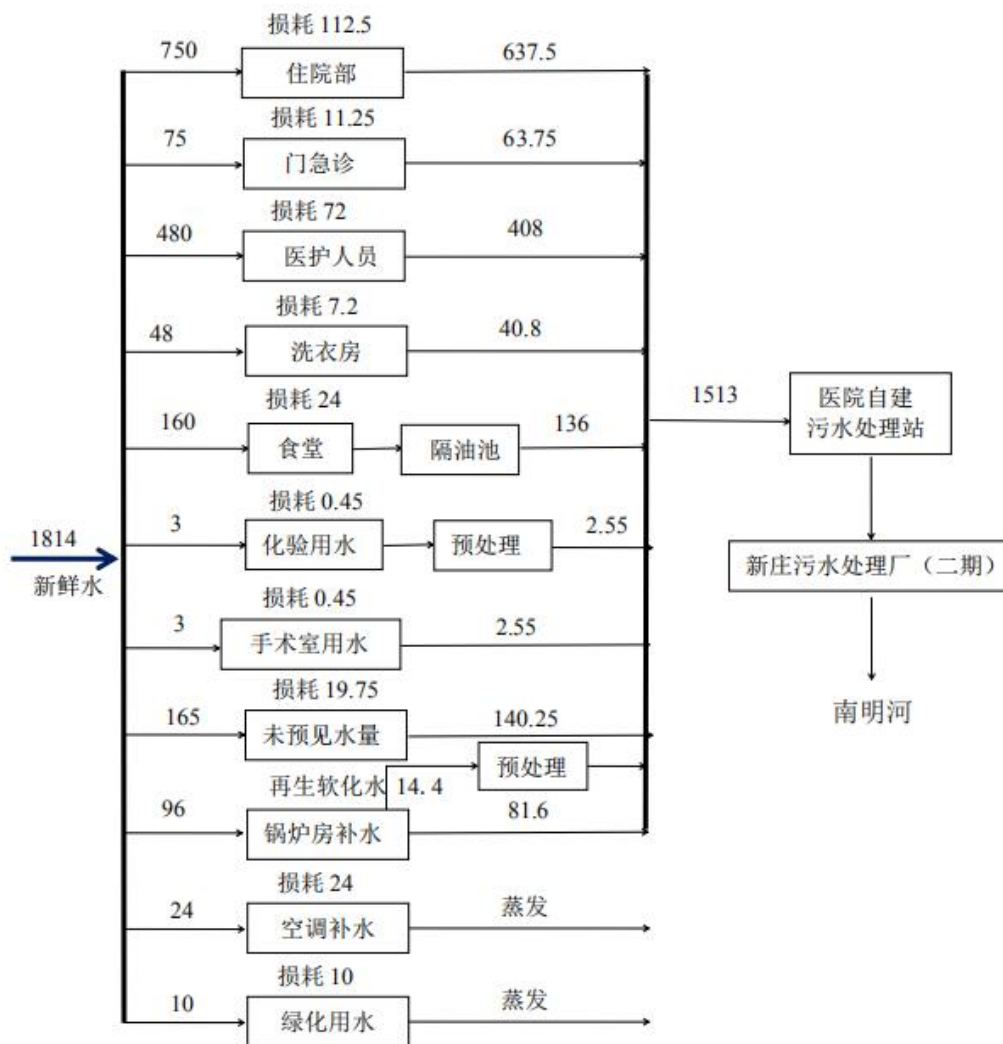 损耗 112.5
750
住院部
637.5
损耗 11.25
75
门急诊
63.75
损耗 72
480
医护人员
408
损耗 7.2
48
洗衣房
40.8
损耗 24
160
食堂
隔油池
136
1513
医院自建
污水处理站
损耗 0.45
3
化验用水
预处理
2.55
1814
新鲜水
新庄污水处理厂（二期）
损耗 0.45
3
手术室用水
2.55
损耗 19.75
165
未预见水量
140.25
南明河
预处理
再生软化水
14. 4
96
锅炉房补水
81.6
损耗 24
24
空调补水
蒸发
损耗 10
10
绿化用水
蒸发